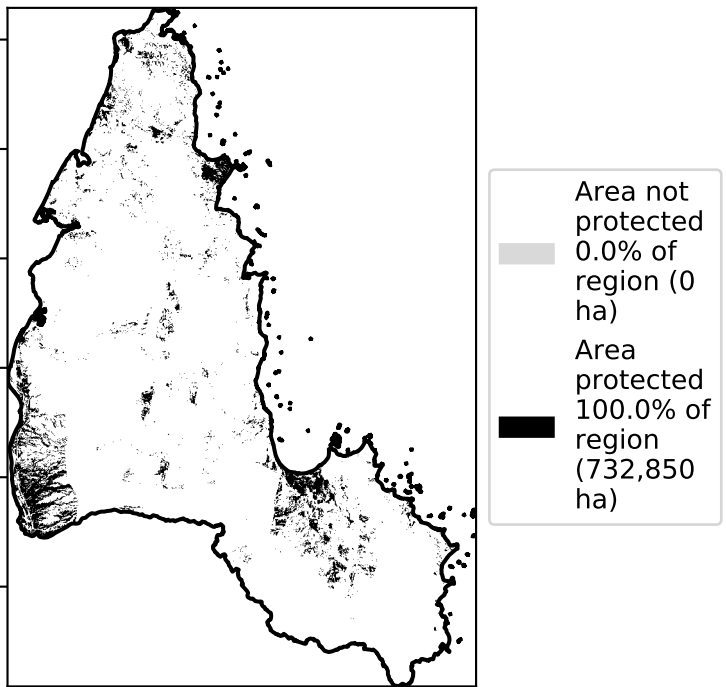 Area not
protected
0.0% of
region (0
ha)
Area
protected
100.0% of
region
(732,850
ha)